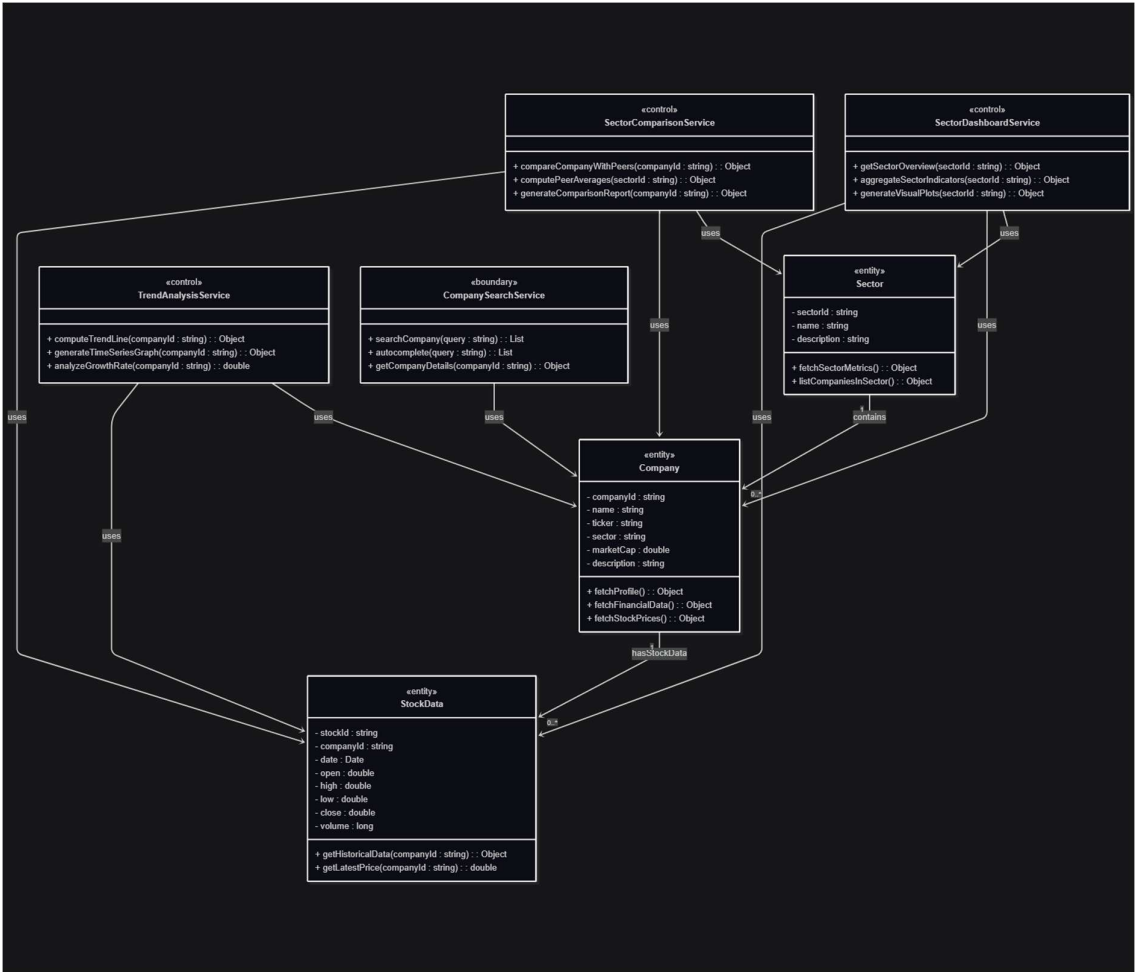 «control»
SectorComparisonService
+ compareCompanyWithPeers(companyId : string) : : Object
+ computePeerAverages(sectorId : string) : : Object
+ generateComparisonReport(companyId : string) : : Object
«control»
SectorDashboardService
+ getSectorOverview(sectorId : string) : : Object
+ aggregateSectorIndicators(sectorId : string) : : Object
+ generateVisualPlots(sectorId : string) : : Object
uses
uses
«control»
TrendAnalysisService
+ computeTrendLine(companyId : string) : : Object
+ generateTimeSeriesGraph(companyId : string) : : Object
+ analyzeGrowthRate(companyId : string) : : double
«boundary»
CompanySearchService
+ searchCompany(query : string) : : List
+ autocomplete(query : string) : : List
+ getCompanyDetails(companyId : string) : : Object
«entity»
Sector
- sectorId : string
- name : string
- description : string
+ fetchSectorMetrics() : : Object
+ listCompaniesInSector() : : Object
uses
uses
uses
uses
uses
uses
1
contains
«entity»
Company
- companyId : string
- name : string
- ticker : string
- sector : string
- marketCap : double
- description : string
+ fetchProfile() : : Object
+ fetchFinancialData() : : Object
+ fetchStockPrices() : : Object
0..*
uses
1
hasStockData
«entity»
StockData
- stockId : string
- companyId : string
- date : Date
- open : double
- high : double
- low : double
- close : double
- volume : long
+ getHistoricalData(companyId : string) : : Object
+ getLatestPrice(companyId : string) : : double
0..*